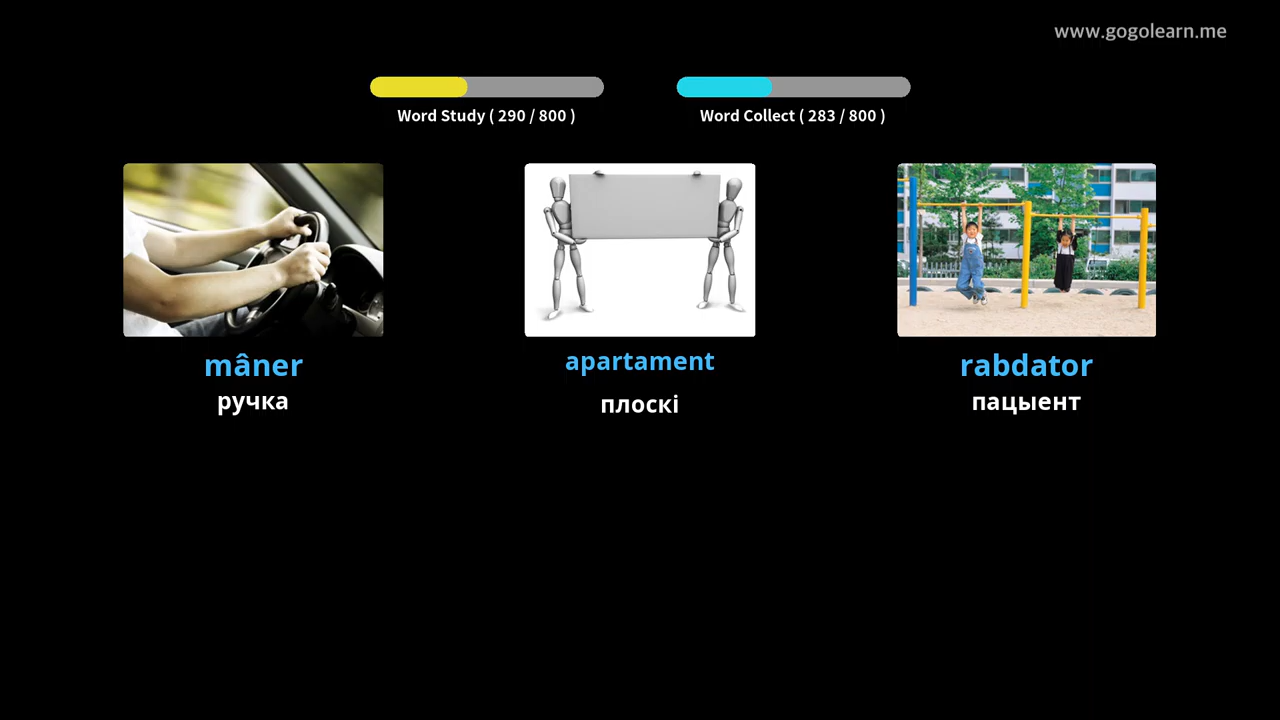 www.gogolearn.me
Word Study ( 290 / 800 )
Word Collect ( 283 / 800 )
mâner
ручка
apartament
плоскі
rabdator
пацыент